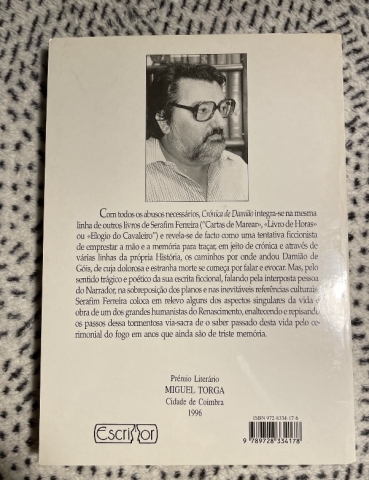 Com todos os abusos necessários, Crónica de Damião integra-se na mesma
linha de outros livros de Serafim Ferreira ("Cartas de Marear», «Livro de Horas»
ou «Elogio do Cavaleiro») e revela-se de facto como uma tentativa ficcionista
de emprestar a mão e a memória para traçar, em jeito de crónica e através de
várias linhas da própria História, os caminhos por onde andou Damião de
Góis, de cuja dolorosa e estranha morte se começa por falar e evocar. Mas, pelo
sentido trágico e poético da sua escrita ficcional, falando pela interposta pessoa
do Narrador, na sobreposição dos planos e nas inevitáveis referências culturais
Serafim Ferreira coloca em relevo alguns dos aspectos singulares da vida e
obra de um dos grandes humanistas do Renascimento, enaltecendo e repisando
os passos dessa tormentosa via-sacra de o saber passado desta vida pelo ce-
rimonial do fogo em anos que ainda são de triste memória.
Prémio Literário
MIGUEL TORGA
Cidade de Coimbra
1996
Escritor
ISBN 972-8334-17-6
9 789728 334178